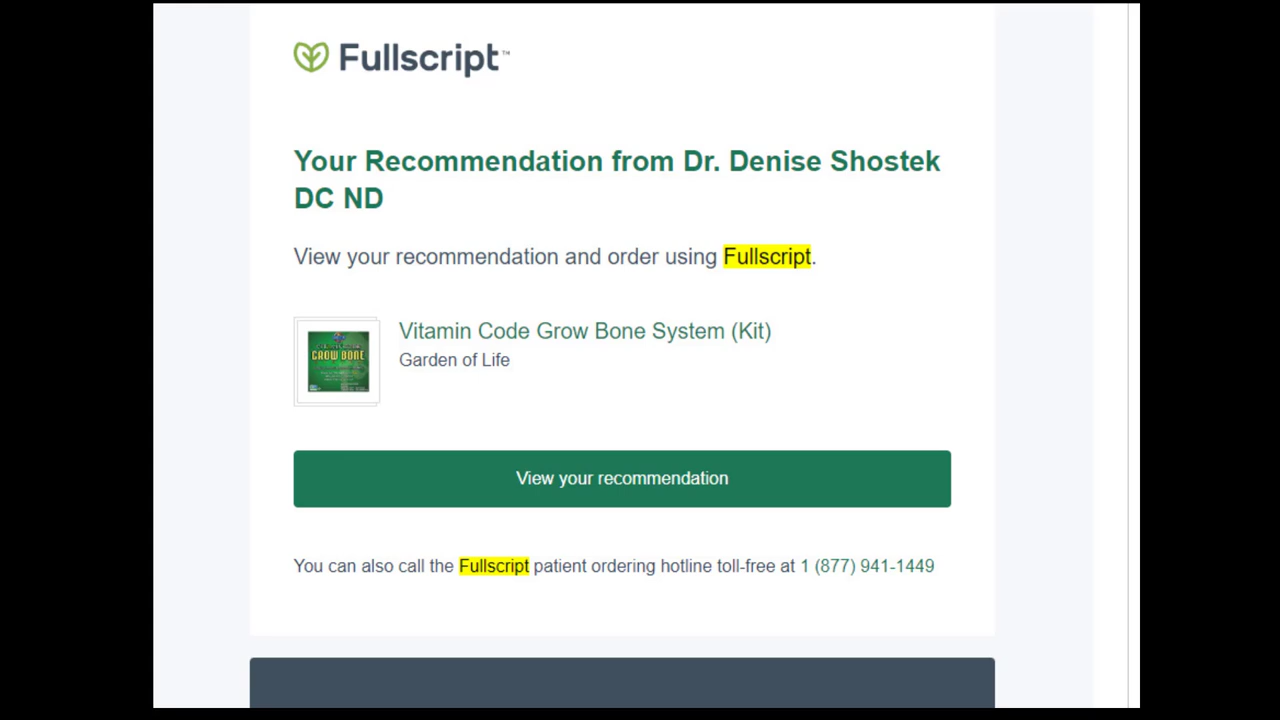 Fullscript™
Your Recommendation from Dr. Denise Shostek
DC ND
View your recommendation and order using Fullscript.
Vitamin Code Grow Bone System (Kit)
Garden of Life
GROW BONE
View your recommendation
You can also call the Fullscript patient ordering hotline toll-free at 1 (877) 941-1449